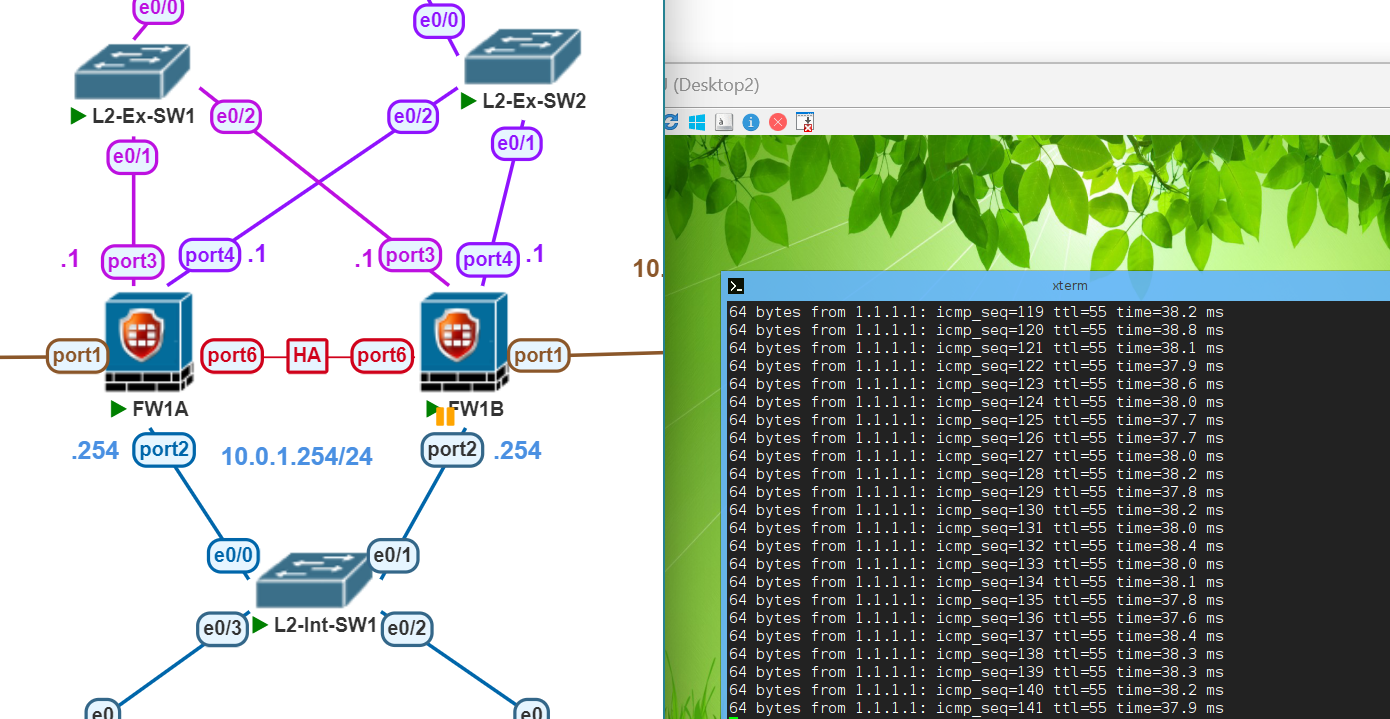 e0/0
e0/0
L2-Ex-SW1
L2-Ex-SW2
e0/2
e0/2
e0/1
e0/1
.1
port3
port4
.1
.1
port3
port4
.1
10.
port1
port6
HA
port6
port1
FW1A
FW1B
.254
port2
10.0.1.254/24
port2
.254
e0/0
e0/1
e0/3
L2-Int-SW1
e0/2
e0
e0
(Desktop2)
xterm
64 bytes from 1.1.1.1: icmp_seq=119 ttl=55 time=38.2 ms
64 bytes from 1.1.1.1: icmp_seq=120 ttl=55 time=38.8 ms
64 bytes from 1.1.1.1: icmp_seq=121 ttl=55 time=38.1 ms
64 bytes from 1.1.1.1: icmp_seq=122 ttl=55 time=37.9 ms
64 bytes from 1.1.1.1: icmp_seq=123 ttl=55 time=38.6 ms
64 bytes from 1.1.1.1: icmp_seq=124 ttl=55 time=38.0 ms
64 bytes from 1.1.1.1: icmp_seq=125 ttl=55 time=37.7 ms
64 bytes from 1.1.1.1: icmp_seq=126 ttl=55 time=37.7 ms
64 bytes from 1.1.1.1: icmp_seq=127 ttl=55 time=38.0 ms
64 bytes from 1.1.1.1: icmp_seq=128 ttl=55 time=38.2 ms
64 bytes from 1.1.1.1: icmp_seq=129 ttl=55 time=37.8 ms
64 bytes from 1.1.1.1: icmp_seq=130 ttl=55 time=38.2 ms
64 bytes from 1.1.1.1: icmp_seq=131 ttl=55 time=38.0 ms
64 bytes from 1.1.1.1: icmp_seq=132 ttl=55 time=38.4 ms
64 bytes from 1.1.1.1: icmp_seq=133 ttl=55 time=38.0 ms
64 bytes from 1.1.1.1: icmp_seq=134 ttl=55 time=38.1 ms
64 bytes from 1.1.1.1: icmp_seq=135 ttl=55 time=37.8 ms
64 bytes from 1.1.1.1: icmp_seq=136 ttl=55 time=37.6 ms
64 bytes from 1.1.1.1: icmp_seq=137 ttl=55 time=38.4 ms
64 bytes from 1.1.1.1: icmp_seq=138 ttl=55 time=38.3 ms
64 bytes from 1.1.1.1: icmp_seq=139 ttl=55 time=38.3 ms
64 bytes from 1.1.1.1: icmp_seq=140 ttl=55 time=38.2 ms
64 bytes from 1.1.1.1: icmp_seq=141 ttl=55 time=37.9 ms